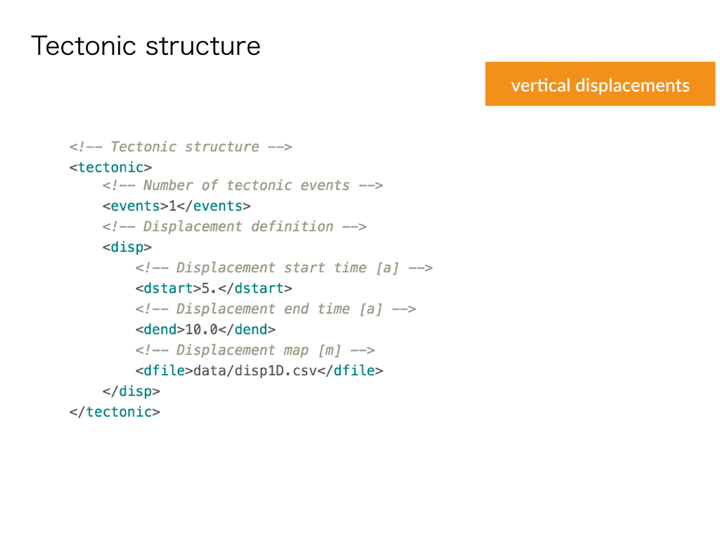 Tectonic structure
vertical displacements
<!-- Tectonic structure -->
<tectonic>
    <!-- Number of tectonic events -->
    <events>1</events>
    <!-- Displacement definition -->
    <disp>
        <!-- Displacement start time [a] -->
        <dstart>5.</dstart>
        <!-- Displacement end time [a] -->
        <dend>10.0</dend>
        <!-- Displacement map [m] -->
        <dfile>data/disp1D.csv</dfile>
    </disp>
</tectonic>